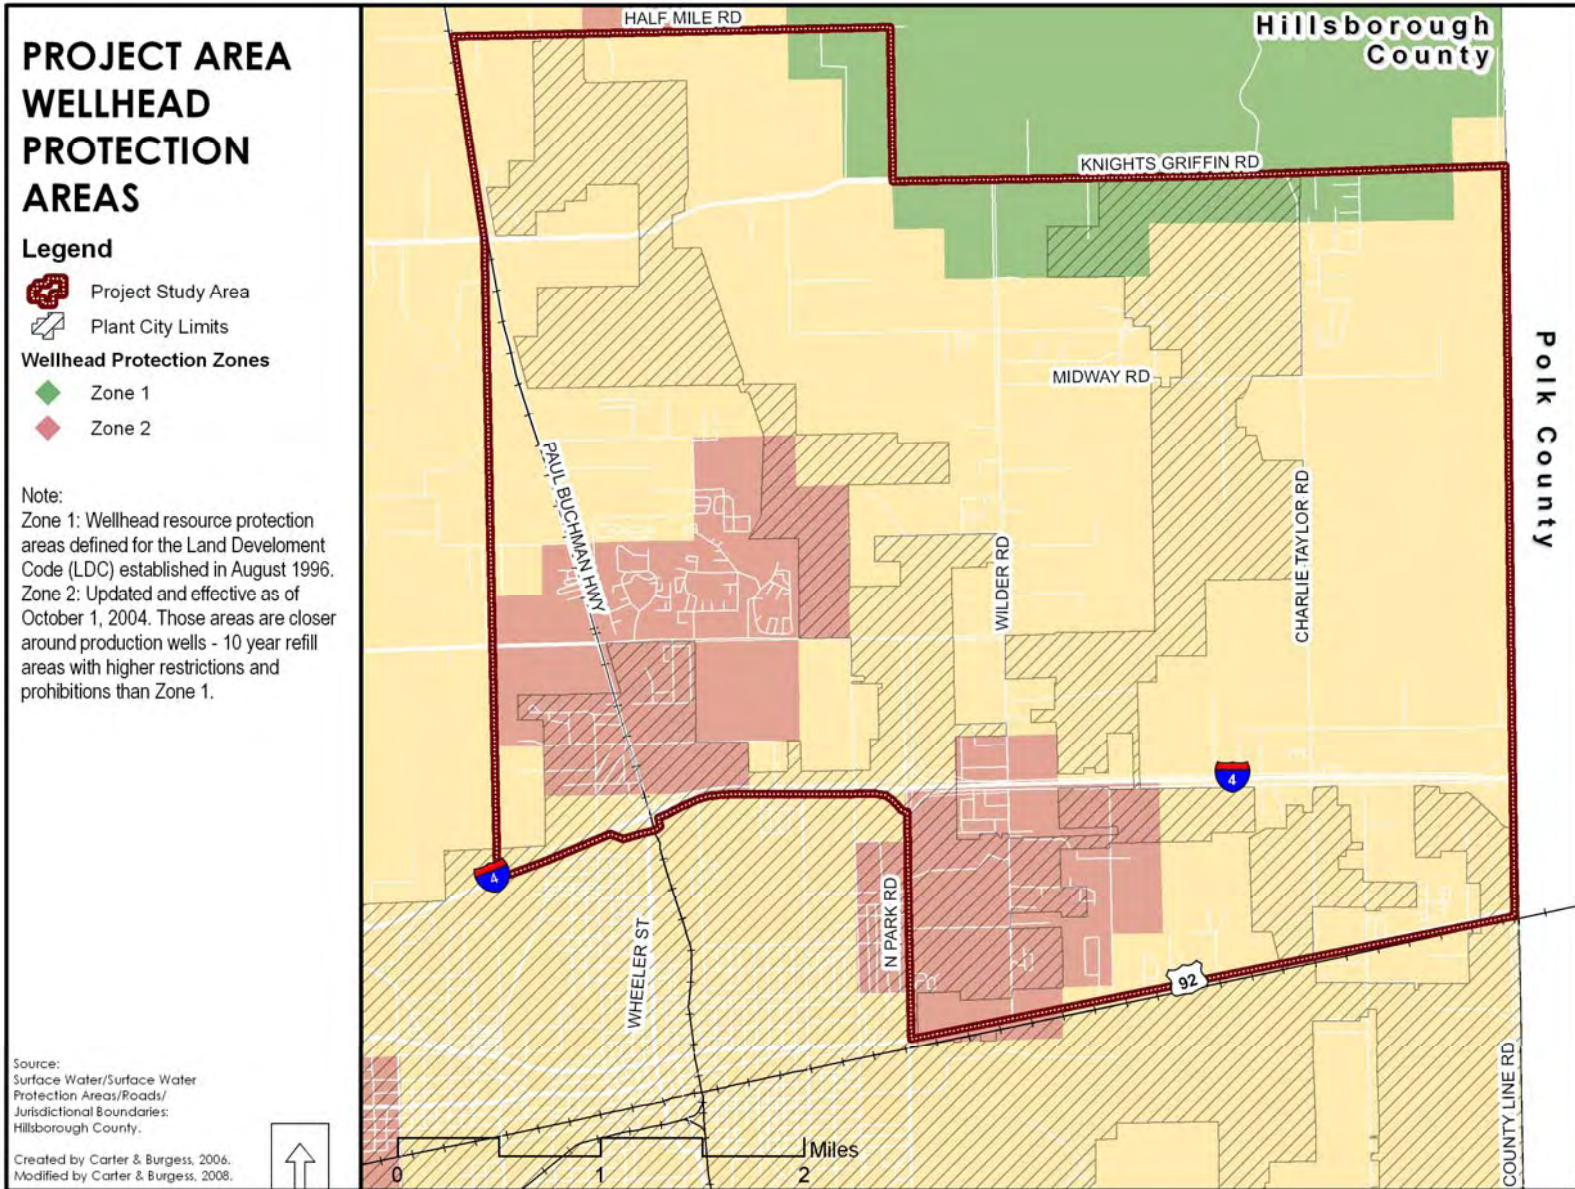 PROJECT AREA
WELLHEAD
PROTECTION
AREAS
Legend
Project Study Area
Plant City Limits
Wellhead Protection Zones
Zone 1
Zone 2
Note:
Zone 1: Wellhead resource protection
areas defined for the Land Develoment
Code (LDC) established in August 1996.
Zone 2: Updated and effective as of
October 1, 2004. Those areas are closer
around production wells - 10 year refill
areas with higher restrictions and
prohibitions than Zone 1.
Source:
Surface Water/Surface Water
Protection Areas/Roads/
Jurisdictional Boundaries:
Hillsborough County.
Created by Carter & Burgess, 2006.
Modified by Carter & Burgess, 2008.
HALF MILE RD
Hillsborough
County
KNIGHTS GRIFFIN RD
MIDWAY RD
Polk County
PAUL BUCHMAN HWY
WILDER RD
CHARLIE TAYLOR RD
4
4
N PARK RD
WHEELER ST
92
COUNTY LINE RD
Miles
0 1 2